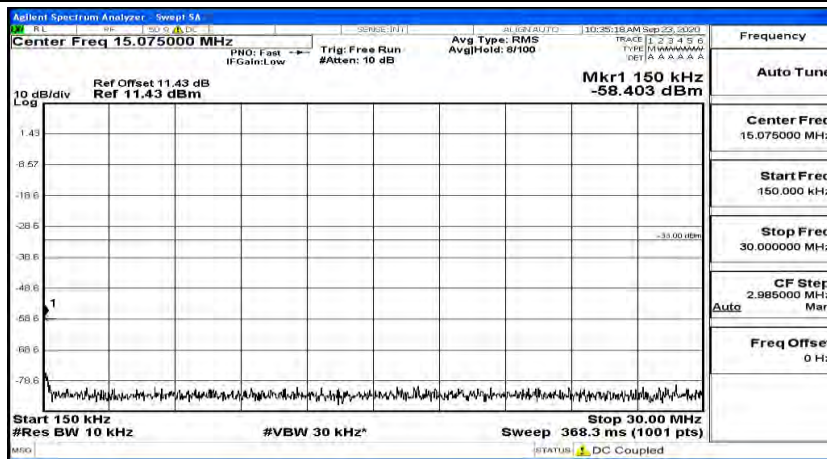 Agilent Spectrum Analyzer - Swept SA
RL RF 50 Ω DC SENSE:INT ALIGN AUTO 10:35:18 AM Sep 23, 2020
Center Freq 15.075000 MHz
PNO: Fast
IFGain:Low
Trig: Free Run
#Atten: 10 dB
Avg Type: RMS
Avg|Hold: 8/100
TRACE 1 2 3 4 5 6
TYPE MWWWWW
DET A A A A A A
Ref Offset 11.43 dB
10 dB/div Ref 11.43 dBm
Log
Mkr1 150 kHz
-58.403 dBm
1.43
-8.57
-18.6
-28.6
-33.00 dBm
-38.6
-48.6
1
-58.6
-68.6
-78.6
Start 150 kHz
Stop 30.00 MHz
#Res BW 10 kHz #VBW 30 kHz* Sweep 368.3 ms (1001 pts)
MSG STATUS DC Coupled
Frequency
Auto Tune
Center Freq
15.075000 MHz
Start Freq
150.000 kHz
Stop Freq
30.000000 MHz
CF Step
2.985000 MHz
Auto Man
Freq Offset
0 Hz